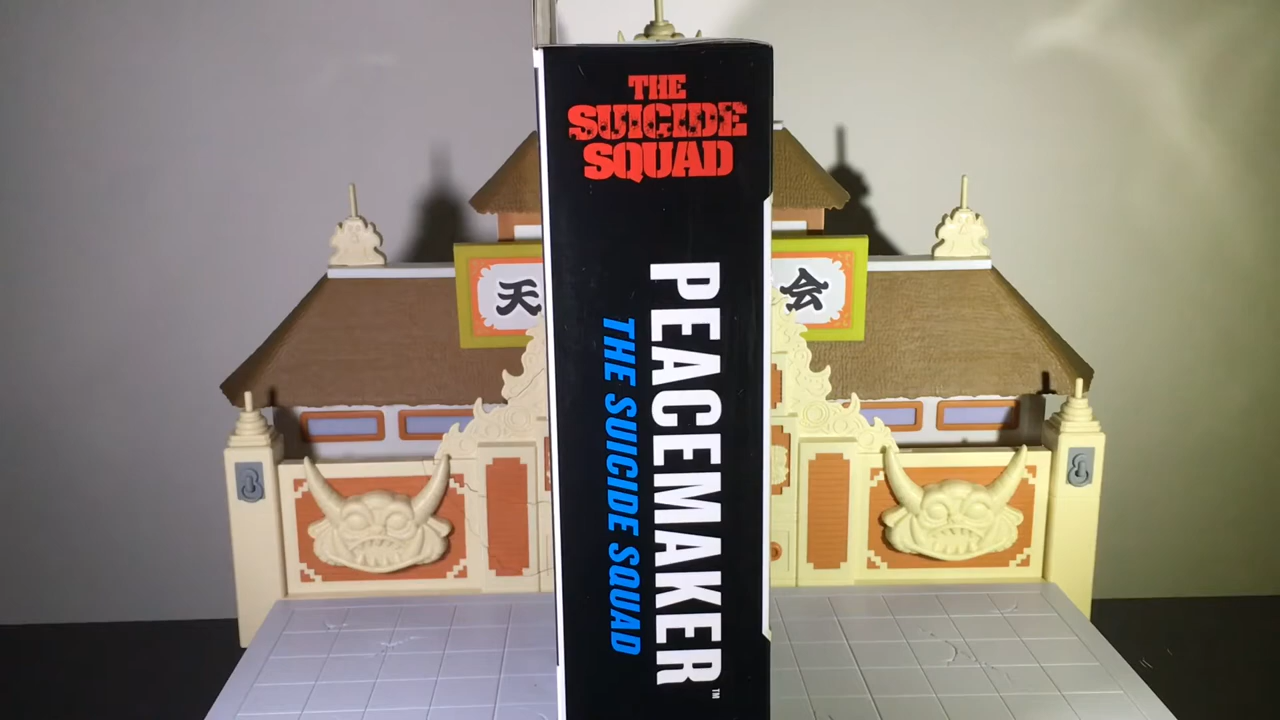 THE
SUICIDE
SQUAD
天
会
PEACEMAKER™
THE SUICIDE SQUAD